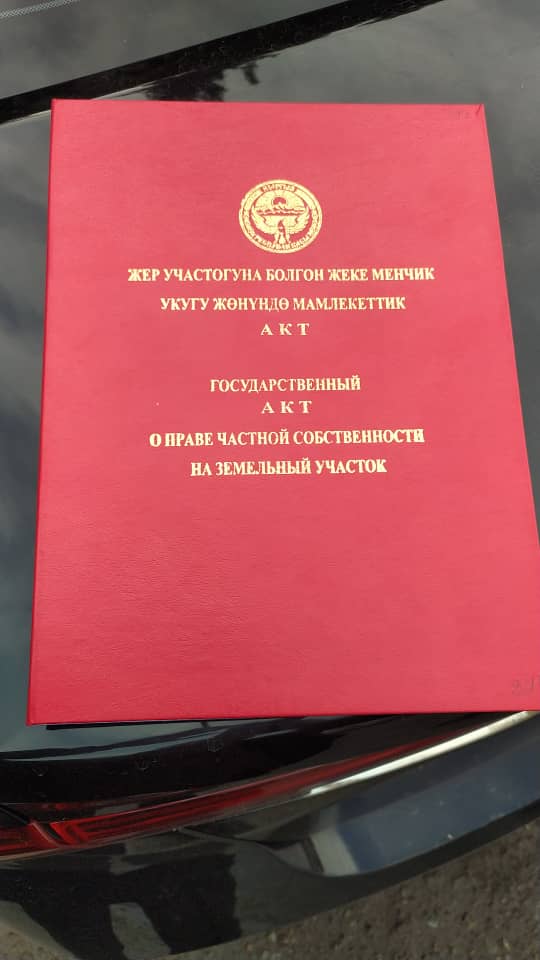 ЖЕР УЧАСТОГУНА БОЛГОН ЖЕКЕ МЕНЧИК
УКУГУ ЖӨНҮНДӨ МАМЛЕКЕТТИК
АКТ
ГОСУДАРСТВЕННЫЙ
АКТ
О ПРАВЕ ЧАСТНОЙ СОБСТВЕННОСТИ
НА ЗЕМЕЛЬНЫЙ УЧАСТОК